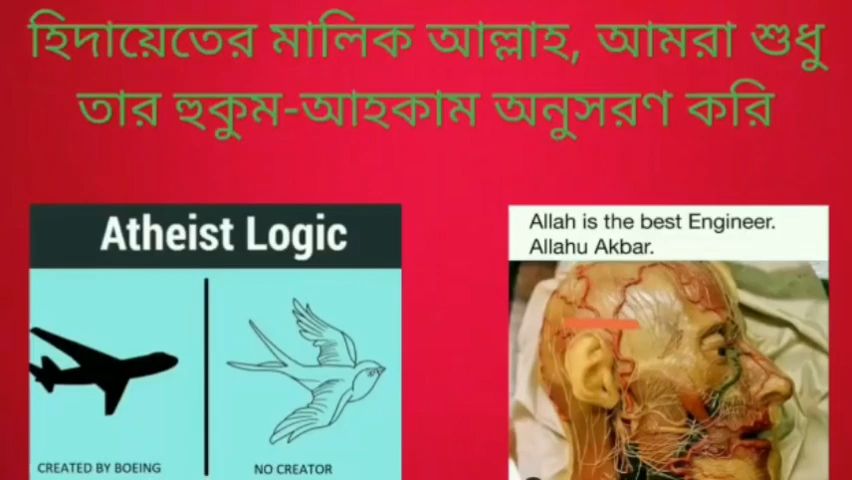 হিদায়েতের মালিক আল্লাহ, আমরা শুধু
তার হুকুম-আহকাম অনুসরণ করি
Atheist Logic
CREATED BY BOEING
NO CREATOR
Allah is the best Engineer.
Allahu Akbar.